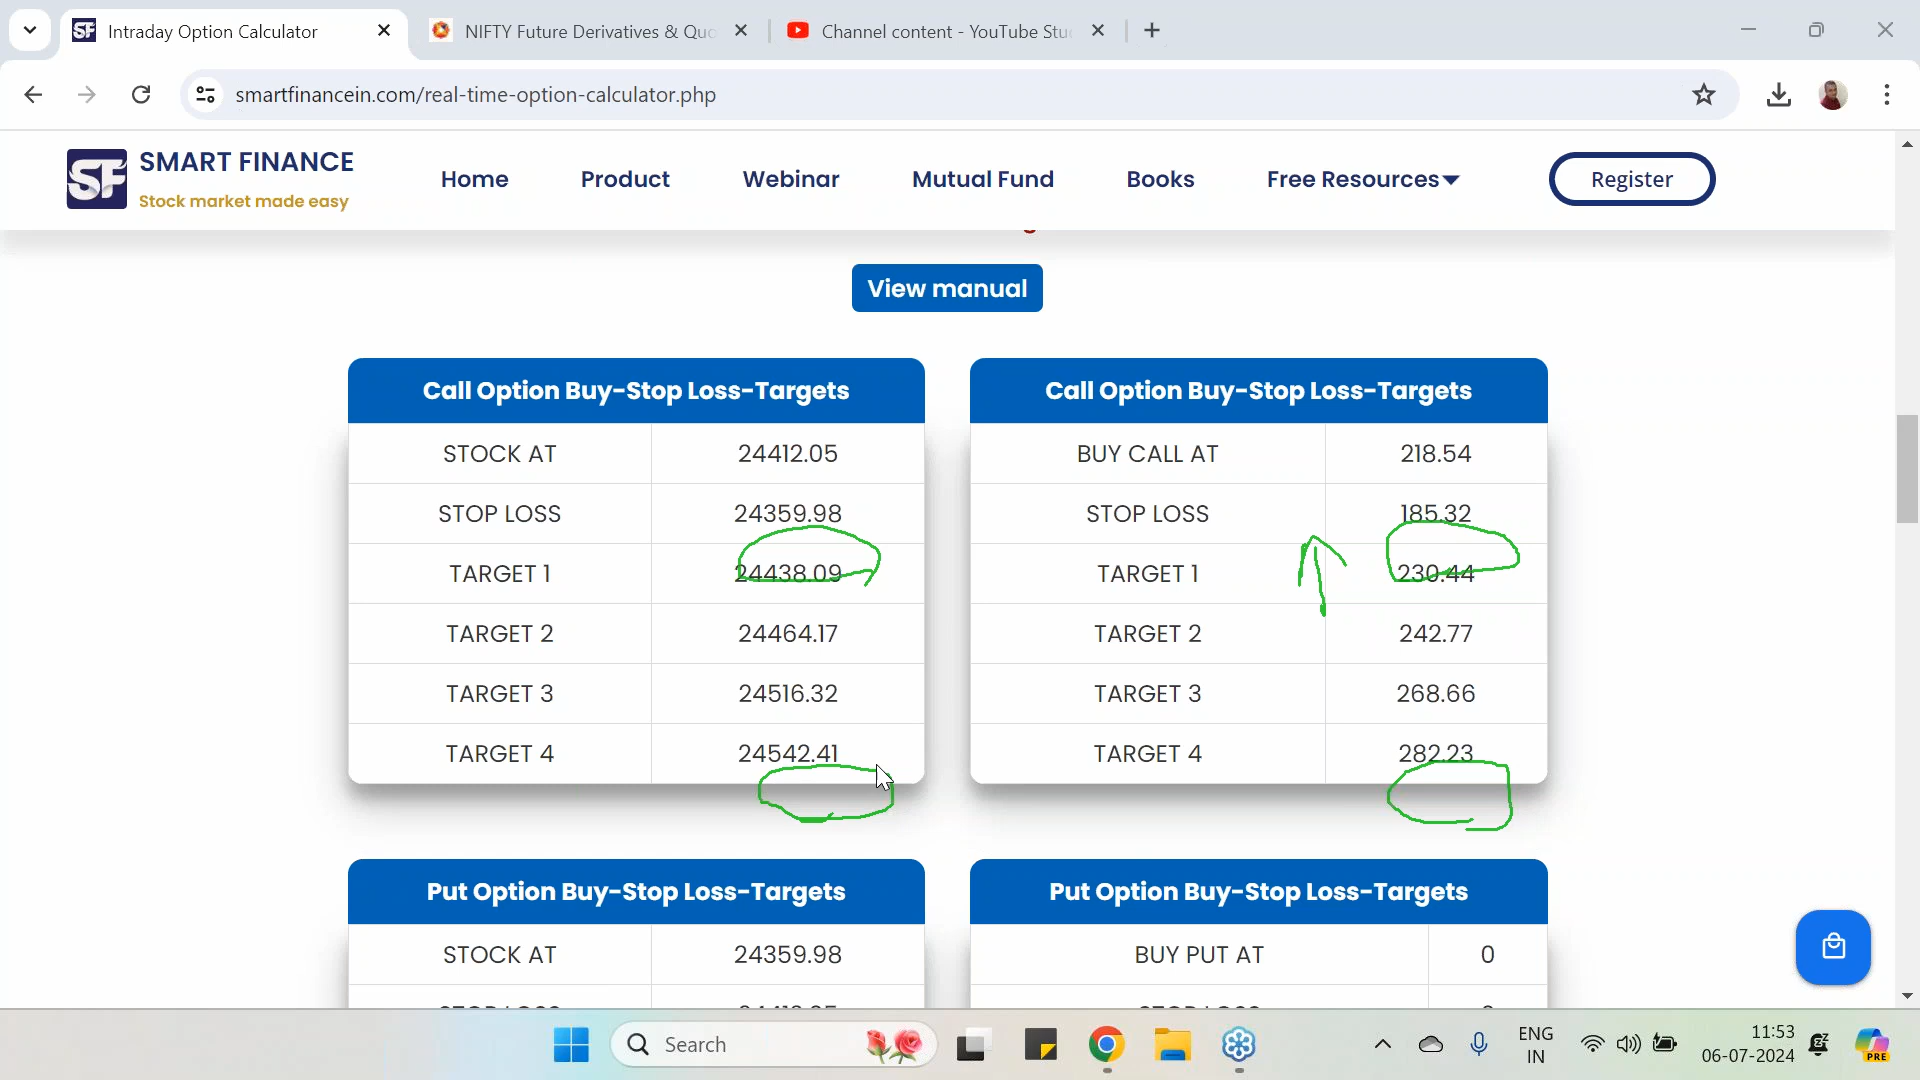 Intraday Option Calculator
NIFTY Future Derivatives & Quo
Channel content - YouTube Stu
smartfinancein.com/real-time-option-calculator.php
SF
SMART FINANCE
Stock market made easy
Home
Product
Webinar
Mutual Fund
Books
Free Resources
Register
View manual
Call Option Buy-Stop Loss-Targets
STOCK AT 24412.05
STOP LOSS 24359.98
TARGET 1 24438.09
TARGET 2 24464.17
TARGET 3 24516.32
TARGET 4 24542.41
Call Option Buy-Stop Loss-Targets
BUY CALL AT 218.54
STOP LOSS 185.32
TARGET 1 230.44
TARGET 2 242.77
TARGET 3 268.66
TARGET 4 282.23
Put Option Buy-Stop Loss-Targets
STOCK AT 24359.98
Put Option Buy-Stop Loss-Targets
BUY PUT AT 0
Search
ENG
IN
11:53
06-07-2024
PRE